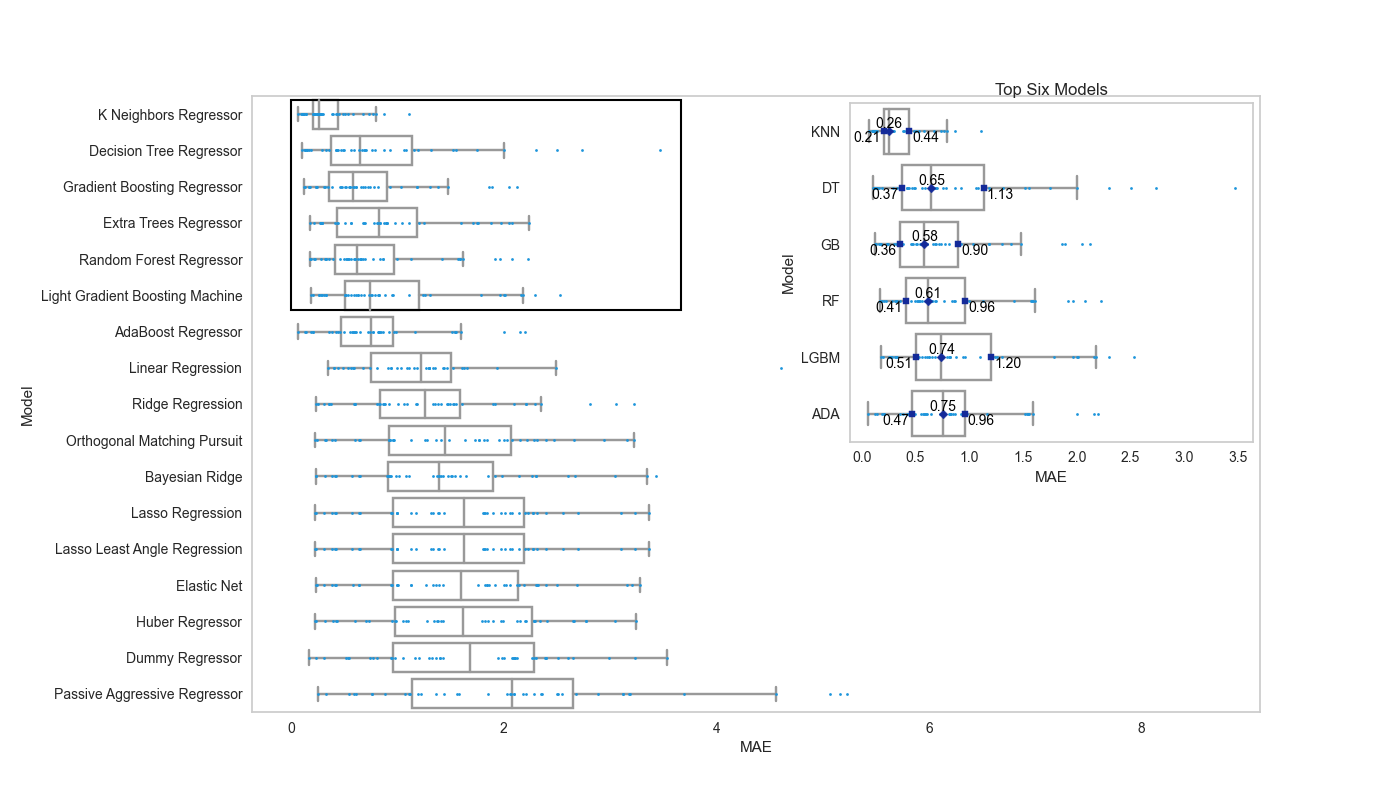 Top Six Models
K Neighbors Regressor
Decision Tree Regressor
Gradient Boosting Regressor
Extra Trees Regressor
Random Forest Regressor
Light Gradient Boosting Machine
AdaBoost Regressor
Linear Regression
Ridge Regression
Orthogonal Matching Pursuit
Bayesian Ridge
Lasso Regression
Lasso Least Angle Regression
Elastic Net
Huber Regressor
Dummy Regressor
Passive Aggressive Regressor
Model
0 2 4 6 8
MAE
KNN 0.21 0.26 0.44
DT 0.37 0.65 1.13
GB 0.36 0.58 0.90
RF 0.41 0.61 0.96
LGBM 0.51 0.74 1.20
ADA 0.47 0.75 0.96
Model
0.0 0.5 1.0 1.5 2.0 2.5 3.0 3.5
MAE